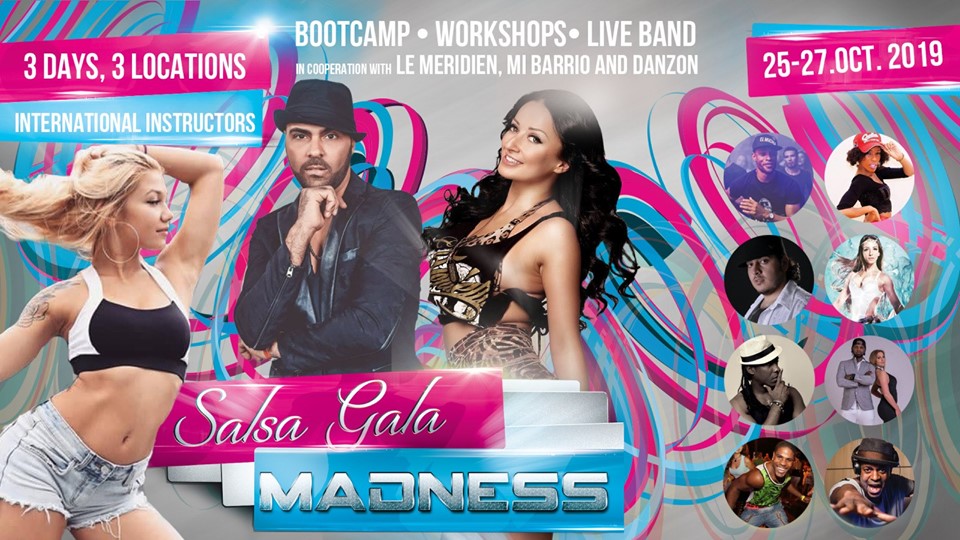 BOOTCAMP • WORKSHOPS• LIVE BAND
IN COOPERATION WITH LE MERIDIEN, MI BARRIO AND DANZON
3 DAYS, 3 LOCATIONS
INTERNATIONAL INSTRUCTORS
25-27.OCT. 2019
Salsa Gala
MADNESS